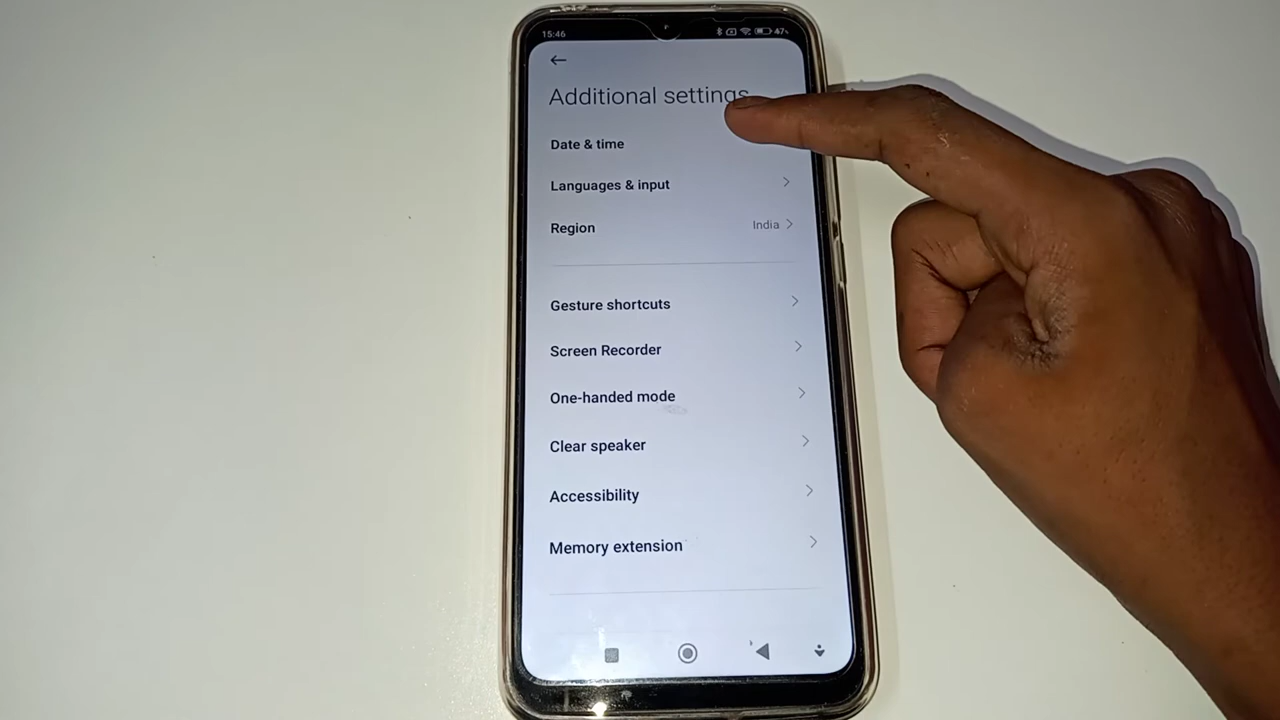 15:46
47%
Additional settings
Date & time
Languages & input
Region India
Gesture shortcuts
Screen Recorder
One-handed mode
Clear speaker
Accessibility
Memory extension